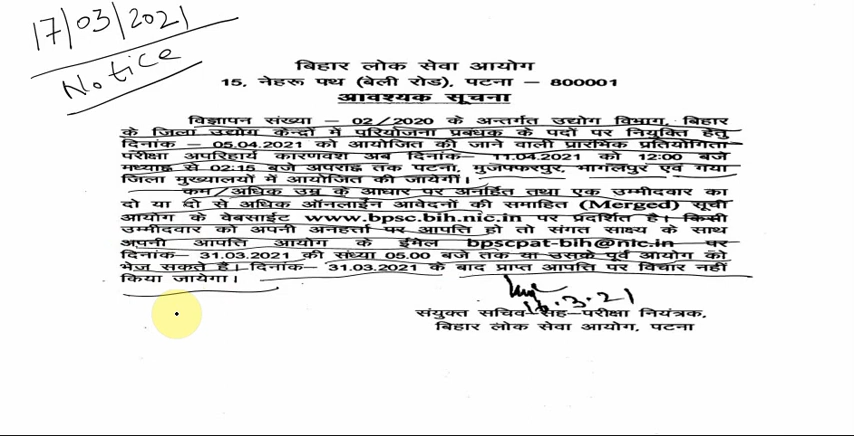 17/03/2021
Notice
बिहार लोक सेवा आयोग
15, नेहरू पथ (बेली रोड), पटना – 800001
आवश्यक सूचना
विज्ञापन संख्या – 02/2020 के अन्तर्गत उद्योग विभाग, बिहार
के जिला उद्योग केन्द्रों में परियोजना प्रबंधक के पदों पर नियुक्ति हेतु
दिनांक – 05.04.2021 को आयोजित की जाने वाली प्रारंभिक प्रतियोगिता
परीक्षा अपरिहार्य कारणवश अब दिनांक– 11.04.2021 को 12:00 बजे
मध्याह्न से 02:15 बजे अपराह्न तक पटना, मुजफ्फरपुर, भागलपुर एवं गया
जिला मुख्यालयों में आयोजित की जायेगी।
कम/अधिक उम्र के आधार पर अनर्हित तथा एक उम्मीदवार का
दो या दो से अधिक ऑनलाईन आवेदनों की समाहित (Merged) सूची
आयोग के वेबसाईट www.bpsc.bih.nic.in पर प्रदर्शित है। किसी
उम्मीदवार को अपनी अनर्हता पर आपत्ति हो तो संगत साक्ष्य के साथ
अपनी आपत्ति आयोग के ईमेल bpscpat-bih@nic.in पर
दिनांक– 31.03.2021 की संध्या 05.00 बजे तक या उसके पूर्व आयोग को
भेज सकते हैं। दिनांक– 31.03.2021 के बाद प्राप्त आपत्ति पर विचार नहीं
किया जायेगा।
16.3.21
संयुक्त सचिव–सह–परीक्षा नियंत्रक,
बिहार लोक सेवा आयोग, पटना